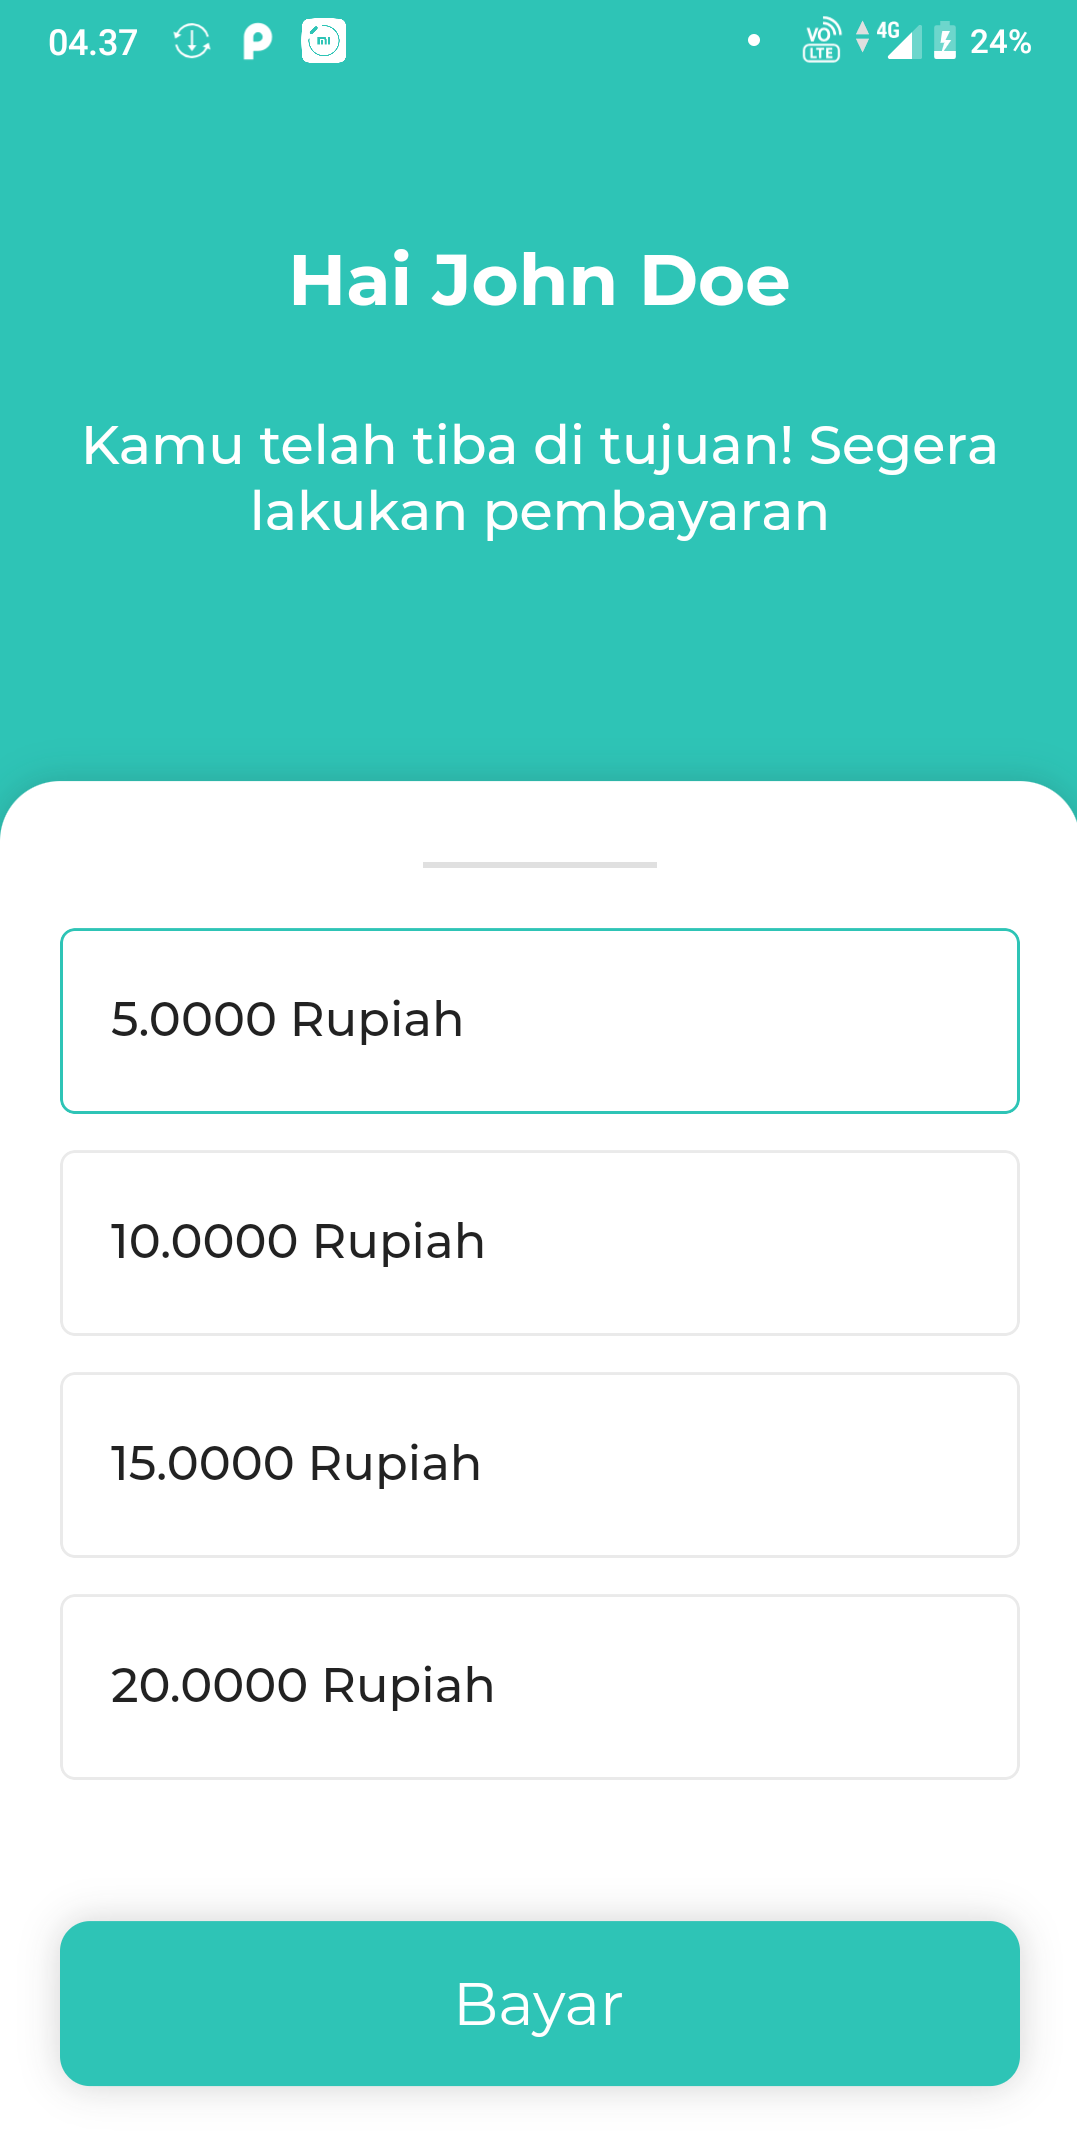 04.37
mi
VO
LTE
4G
24%
Hai John Doe
Kamu telah tiba di tujuan! Segera
lakukan pembayaran
5.0000 Rupiah
10.0000 Rupiah
15.0000 Rupiah
20.0000 Rupiah
Bayar